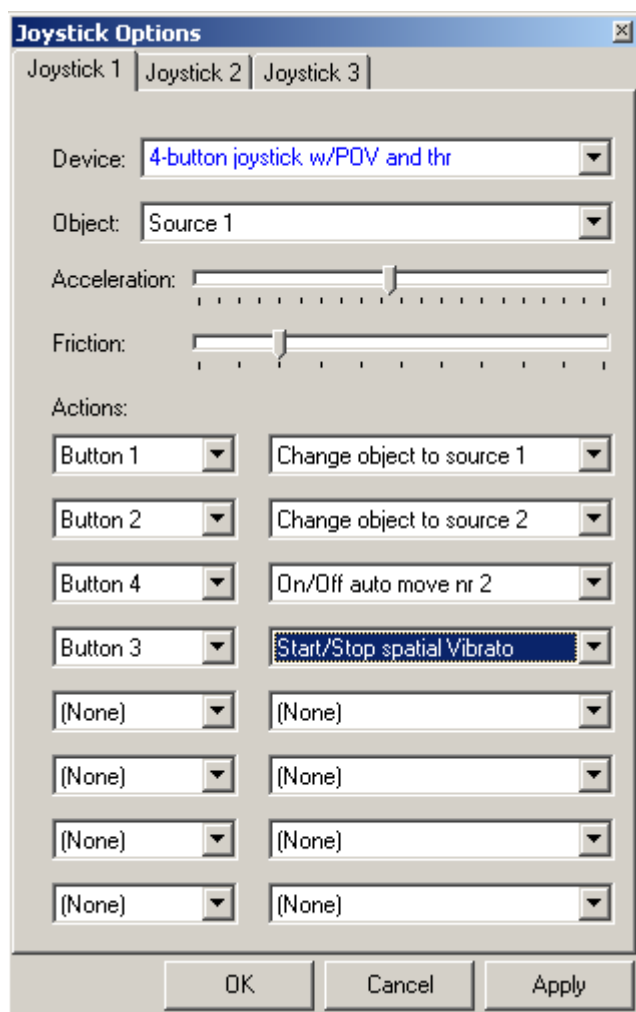 Joystick Options
Joystick 1 Joystick 2 Joystick 3
Device: 4-button joystick w/POV and thr
Object: Source 1
Acceleration:
Friction:
Actions:
Button 1 Change object to source 1
Button 2 Change object to source 2
Button 4 On/Off auto move nr 2
Button 3 Start/Stop spatial Vibrato
(None) (None)
(None) (None)
(None) (None)
(None) (None)
OK Cancel Apply